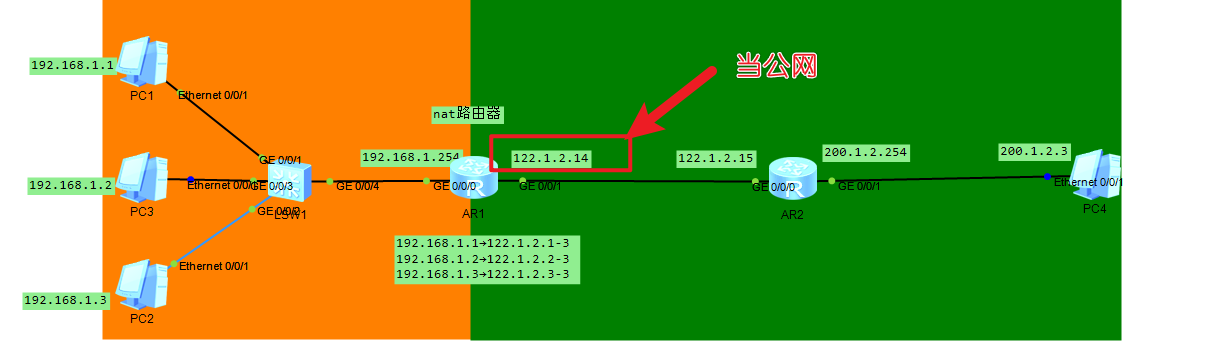 当公网
192.168.1.1
PC1
Ethernet 0/0/1
nat路由器
GE 0/0/1
192.168.1.254
122.1.2.14
122.1.2.15
200.1.2.254
200.1.2.3
192.168.1.2
PC3
Ethernet 0/0/
GE 0/0/3
GE 0/0/4
GE 0/0/0
GE 0/0/1
GE 0/0/0
GE 0/0/1
Ethernet 0/0/1
GE 0/0/2
LSW1
AR1
AR2
PC4
192.168.1.1→122.1.2.1-3
192.168.1.2→122.1.2.2-3
192.168.1.3→122.1.2.3-3
Ethernet 0/0/1
192.168.1.3
PC2